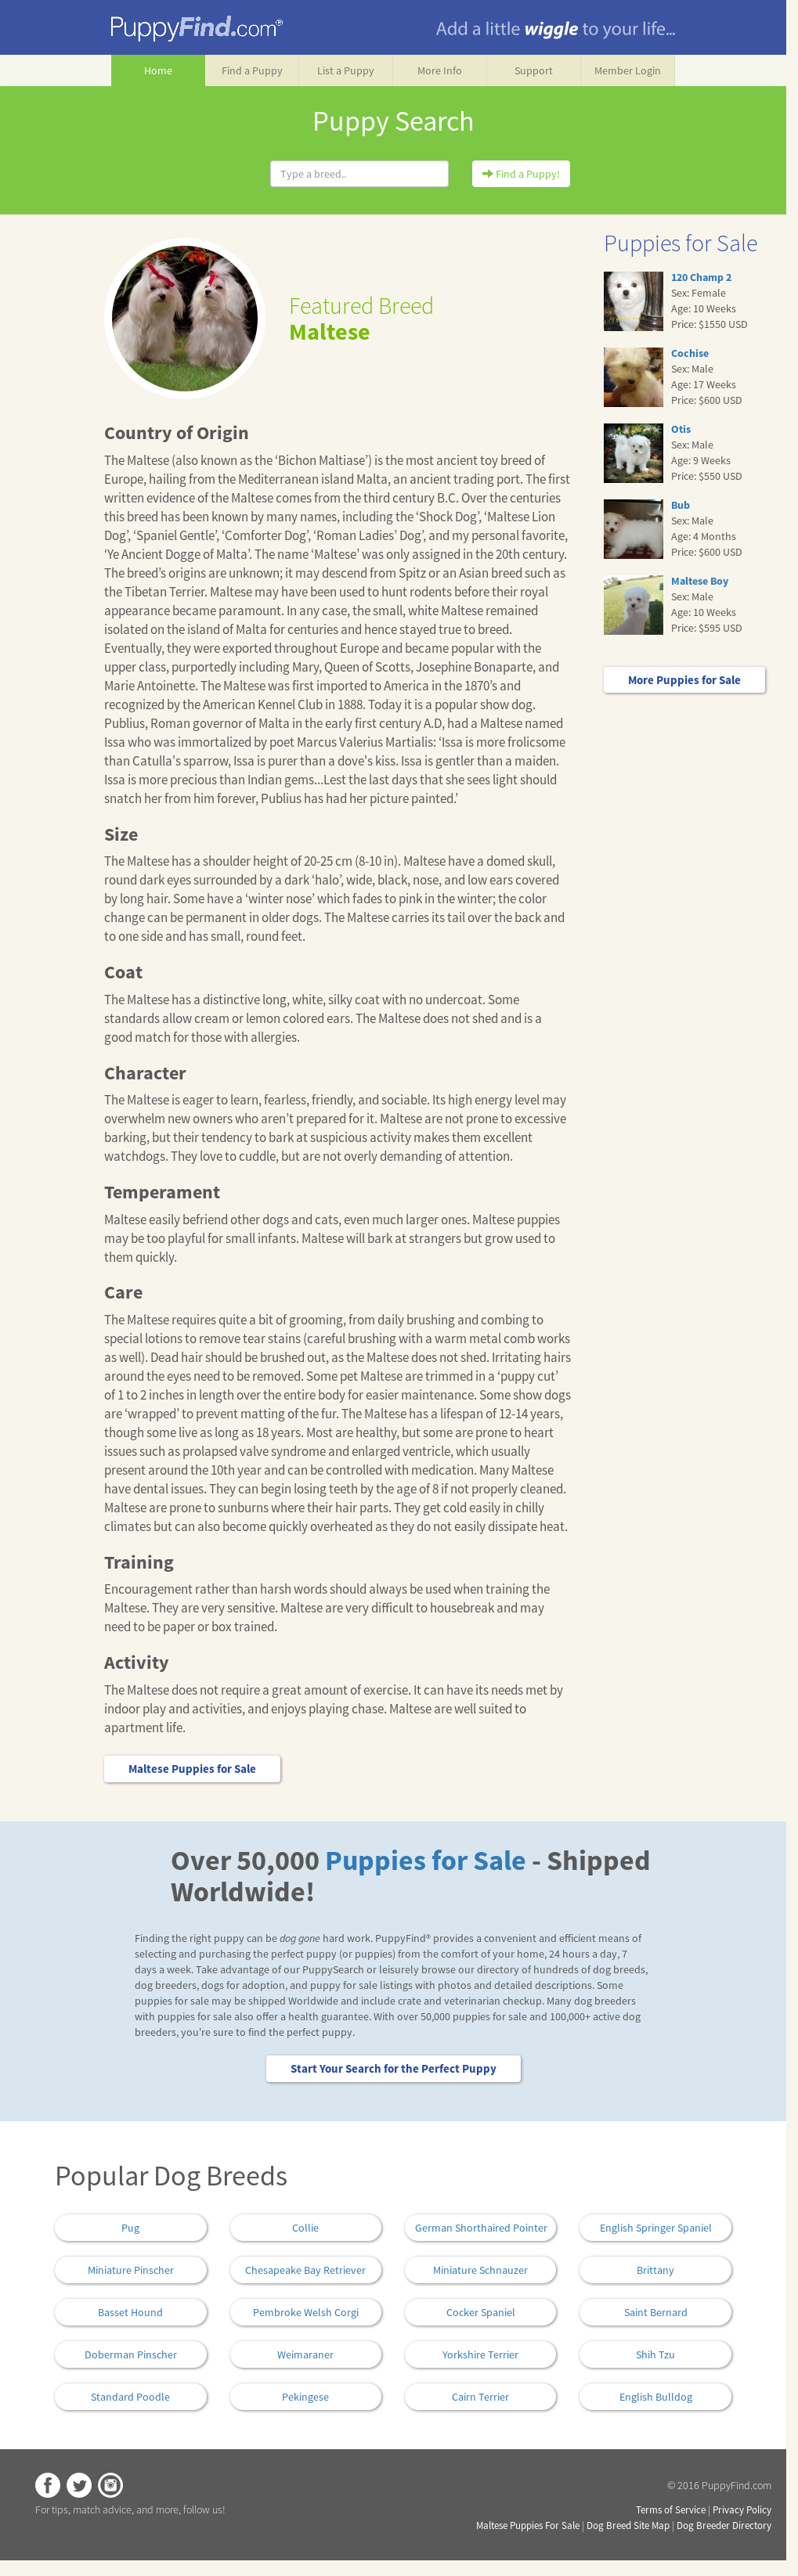 PuppyFind.com®
Add a little wiggle to your life...
Home
Find a Puppy
List a Puppy
More Info
Support
Member Login
Puppy Search
Type a breed..
Find a Puppy!
Featured Breed
Maltese
Country of Origin
The Maltese (also known as the ‘Bichon Maltiase’) is the most ancient toy breed of
Europe, hailing from the Mediterranean island Malta, an ancient trading port. The first
written evidence of the Maltese comes from the third century B.C. Over the centuries
this breed has been known by many names, including the ‘Shock Dog’, ‘Maltese Lion
Dog’, ‘Spaniel Gentle’, ‘Comforter Dog’, ‘Roman Ladies’ Dog’, and my personal favorite,
‘Ye Ancient Dogge of Malta’. The name ‘Maltese’ was only assigned in the 20th century.
The breed’s origins are unknown; it may descend from Spitz or an Asian breed such as
the Tibetan Terrier. Maltese may have been used to hunt rodents before their royal
appearance became paramount. In any case, the small, white Maltese remained
isolated on the island of Malta for centuries and hence stayed true to breed.
Eventually, they were exported throughout Europe and became popular with the
upper class, purportedly including Mary, Queen of Scotts, Josephine Bonaparte, and
Marie Antoinette. The Maltese was first imported to America in the 1870’s and
recognized by the American Kennel Club in 1888. Today it is a popular show dog.
Publius, Roman governor of Malta in the early first century A.D, had a Maltese named
Issa who was immortalized by poet Marcus Valerius Martialis: ‘Issa is more frolicsome
than Catulla's sparrow, Issa is purer than a dove's kiss. Issa is gentler than a maiden.
Issa is more precious than Indian gems...Lest the last days that she sees light should
snatch her from him forever, Publius has had her picture painted.’
Size
The Maltese has a shoulder height of 20-25 cm (8-10 in). Maltese have a domed skull,
round dark eyes surrounded by a dark ‘halo’, wide, black, nose, and low ears covered
by long hair. Some have a ‘winter nose’ which fades to pink in the winter; the color
change can be permanent in older dogs. The Maltese carries its tail over the back and
to one side and has small, round feet.
Coat
The Maltese has a distinctive long, white, silky coat with no undercoat. Some
standards allow cream or lemon colored ears. The Maltese does not shed and is a
good match for those with allergies.
Character
The Maltese is eager to learn, fearless, friendly, and sociable. Its high energy level may
overwhelm new owners who aren’t prepared for it. Maltese are not prone to excessive
barking, but their tendency to bark at suspicious activity makes them excellent
watchdogs. They love to cuddle, but are not overly demanding of attention.
Temperament
Maltese easily befriend other dogs and cats, even much larger ones. Maltese puppies
may be too playful for small infants. Maltese will bark at strangers but grow used to
them quickly.
Care
The Maltese requires quite a bit of grooming, from daily brushing and combing to
special lotions to remove tear stains (careful brushing with a warm metal comb works
as well). Dead hair should be brushed out, as the Maltese does not shed. Irritating hairs
around the eyes need to be removed. Some pet Maltese are trimmed in a ‘puppy cut’
of 1 to 2 inches in length over the entire body for easier maintenance. Some show dogs
are ‘wrapped’ to prevent matting of the fur. The Maltese has a lifespan of 12-14 years,
though some live as long as 18 years. Most are healthy, but some are prone to heart
issues such as prolapsed valve syndrome and enlarged ventricle, which usually
present around the 10th year and can be controlled with medication. Many Maltese
have dental issues. They can begin losing teeth by the age of 8 if not properly cleaned.
Maltese are prone to sunburns where their hair parts. They get cold easily in chilly
climates but can also become quickly overheated as they do not easily dissipate heat.
Training
Encouragement rather than harsh words should always be used when training the
Maltese. They are very sensitive. Maltese are very difficult to housebreak and may
need to be paper or box trained.
Activity
The Maltese does not require a great amount of exercise. It can have its needs met by
indoor play and activities, and enjoys playing chase. Maltese are well suited to
apartment life.
Maltese Puppies for Sale
Puppies for Sale
120 Champ 2
Sex: Female
Age: 10 Weeks
Price: $1550 USD
Cochise
Sex: Male
Age: 17 Weeks
Price: $600 USD
Otis
Sex: Male
Age: 9 Weeks
Price: $550 USD
Bub
Sex: Male
Age: 4 Months
Price: $600 USD
Maltese Boy
Sex: Male
Age: 10 Weeks
Price: $595 USD
More Puppies for Sale
Over 50,000 Puppies for Sale - Shipped
Worldwide!
Finding the right puppy can be dog gone hard work. PuppyFind® provides a convenient and efficient means of
selecting and purchasing the perfect puppy (or puppies) from the comfort of your home, 24 hours a day, 7
days a week. Take advantage of our PuppySearch or leisurely browse our directory of hundreds of dog breeds,
dog breeders, dogs for adoption, and puppy for sale listings with photos and detailed descriptions. Some
puppies for sale may be shipped Worldwide and include crate and veterinarian checkup. Many dog breeders
with puppies for sale also offer a health guarantee. With over 50,000 puppies for sale and 100,000+ active dog
breeders, you're sure to find the perfect puppy.
Start Your Search for the Perfect Puppy
Popular Dog Breeds
Pug
Collie
German Shorthaired Pointer
English Springer Spaniel
Miniature Pinscher
Chesapeake Bay Retriever
Miniature Schnauzer
Brittany
Basset Hound
Pembroke Welsh Corgi
Cocker Spaniel
Saint Bernard
Doberman Pinscher
Weimaraner
Yorkshire Terrier
Shih Tzu
Standard Poodle
Pekingese
Cairn Terrier
English Bulldog
For tips, match advice, and more, follow us!
© 2016 PuppyFind.com
Terms of Service | Privacy Policy
Maltese Puppies For Sale | Dog Breed Site Map | Dog Breeder Directory